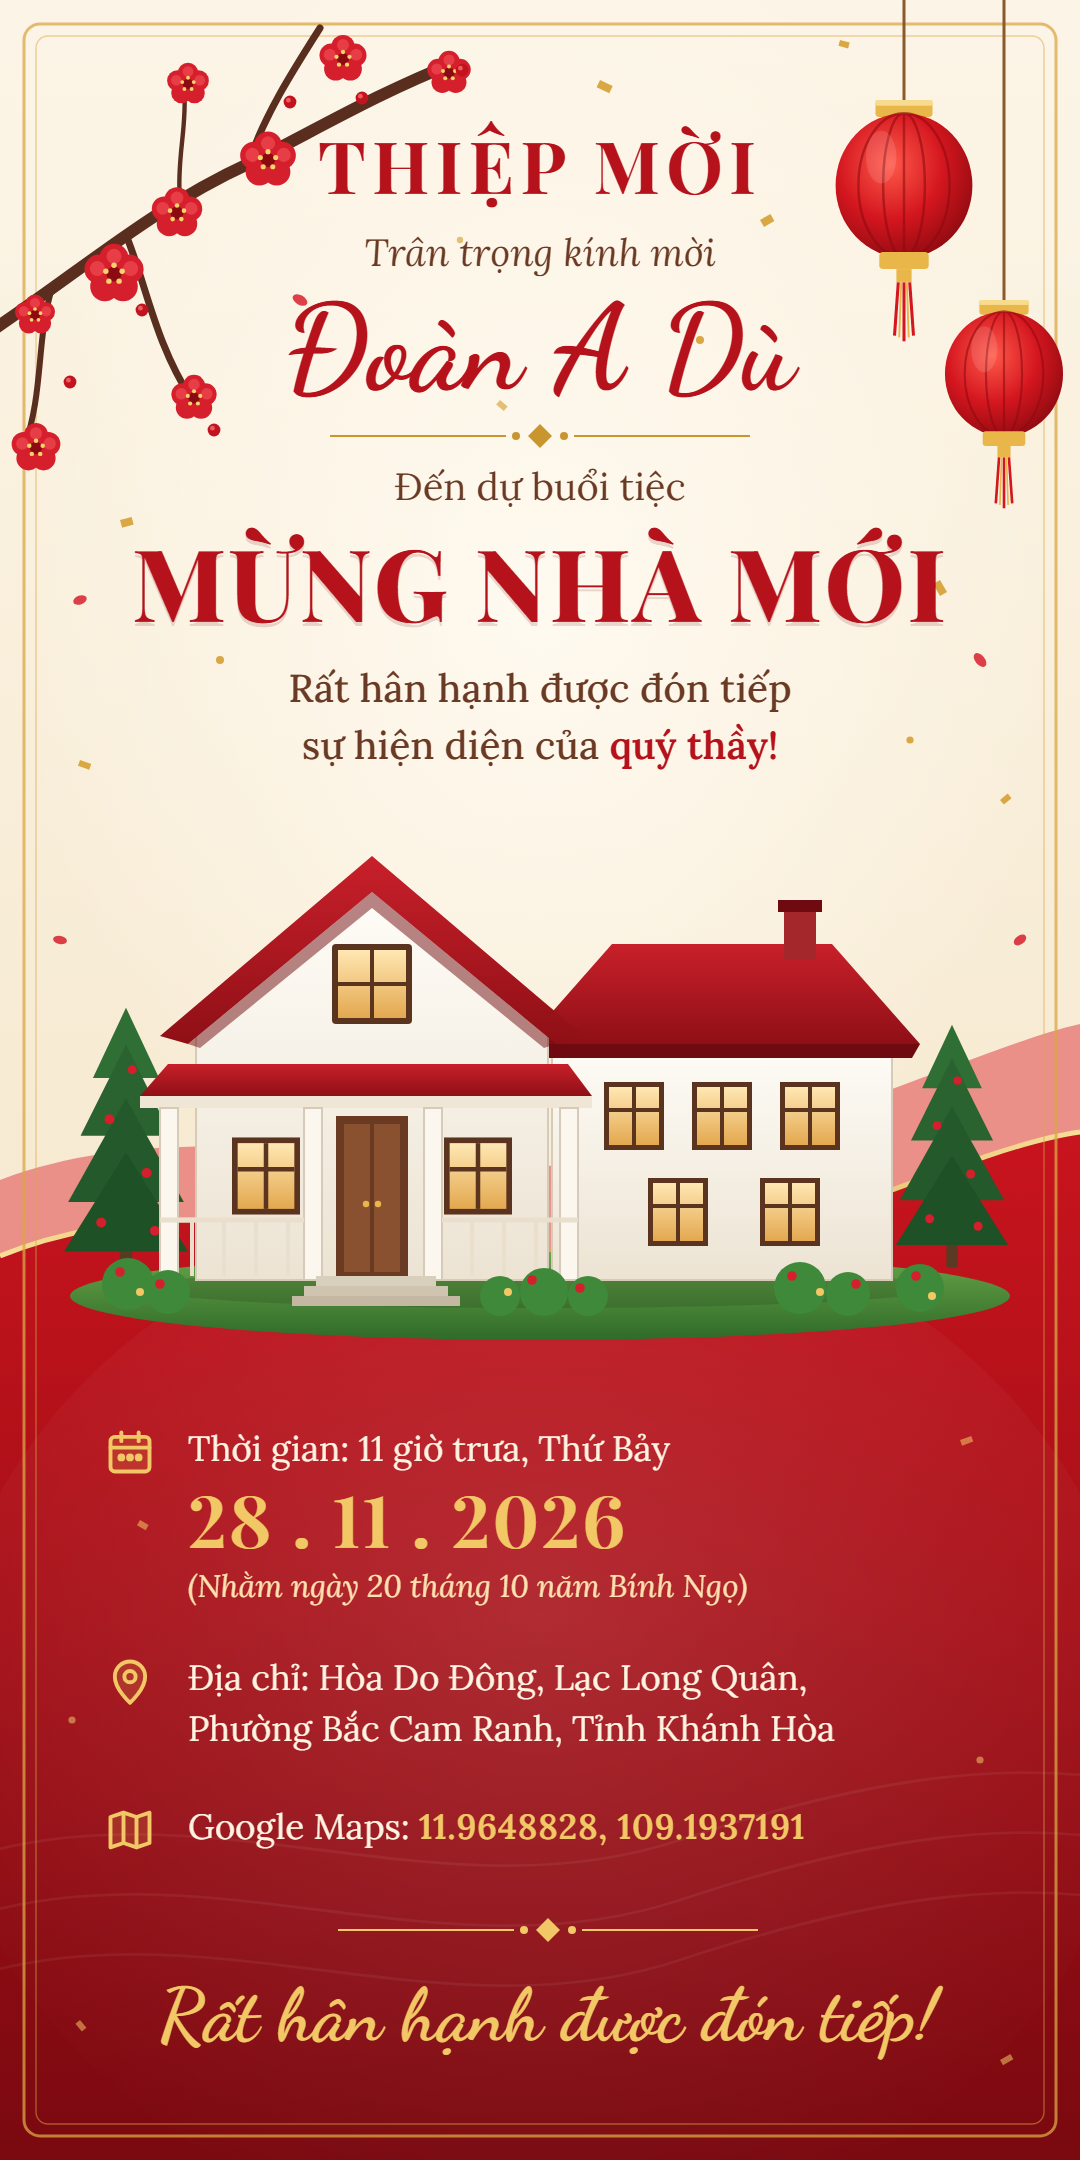 THIỆP MỜI
Trân trọng kính mời
Đoàn A Dù
Đến dự buổi tiệc
MỪNG NHÀ MỚI
Rất hân hạnh được đón tiếp
sự hiện diện của quý thầy!
Thời gian: 11 giờ trưa, Thứ Bảy
28 . 11 . 2026
(Nhằm ngày 20 tháng 10 năm Bính Ngọ)
Địa chỉ: Hòa Do Đông, Lạc Long Quân,
Phường Bắc Cam Ranh, Tỉnh Khánh Hòa
Google Maps: 11.9648828, 109.1937191
Rất hân hạnh được đón tiếp!